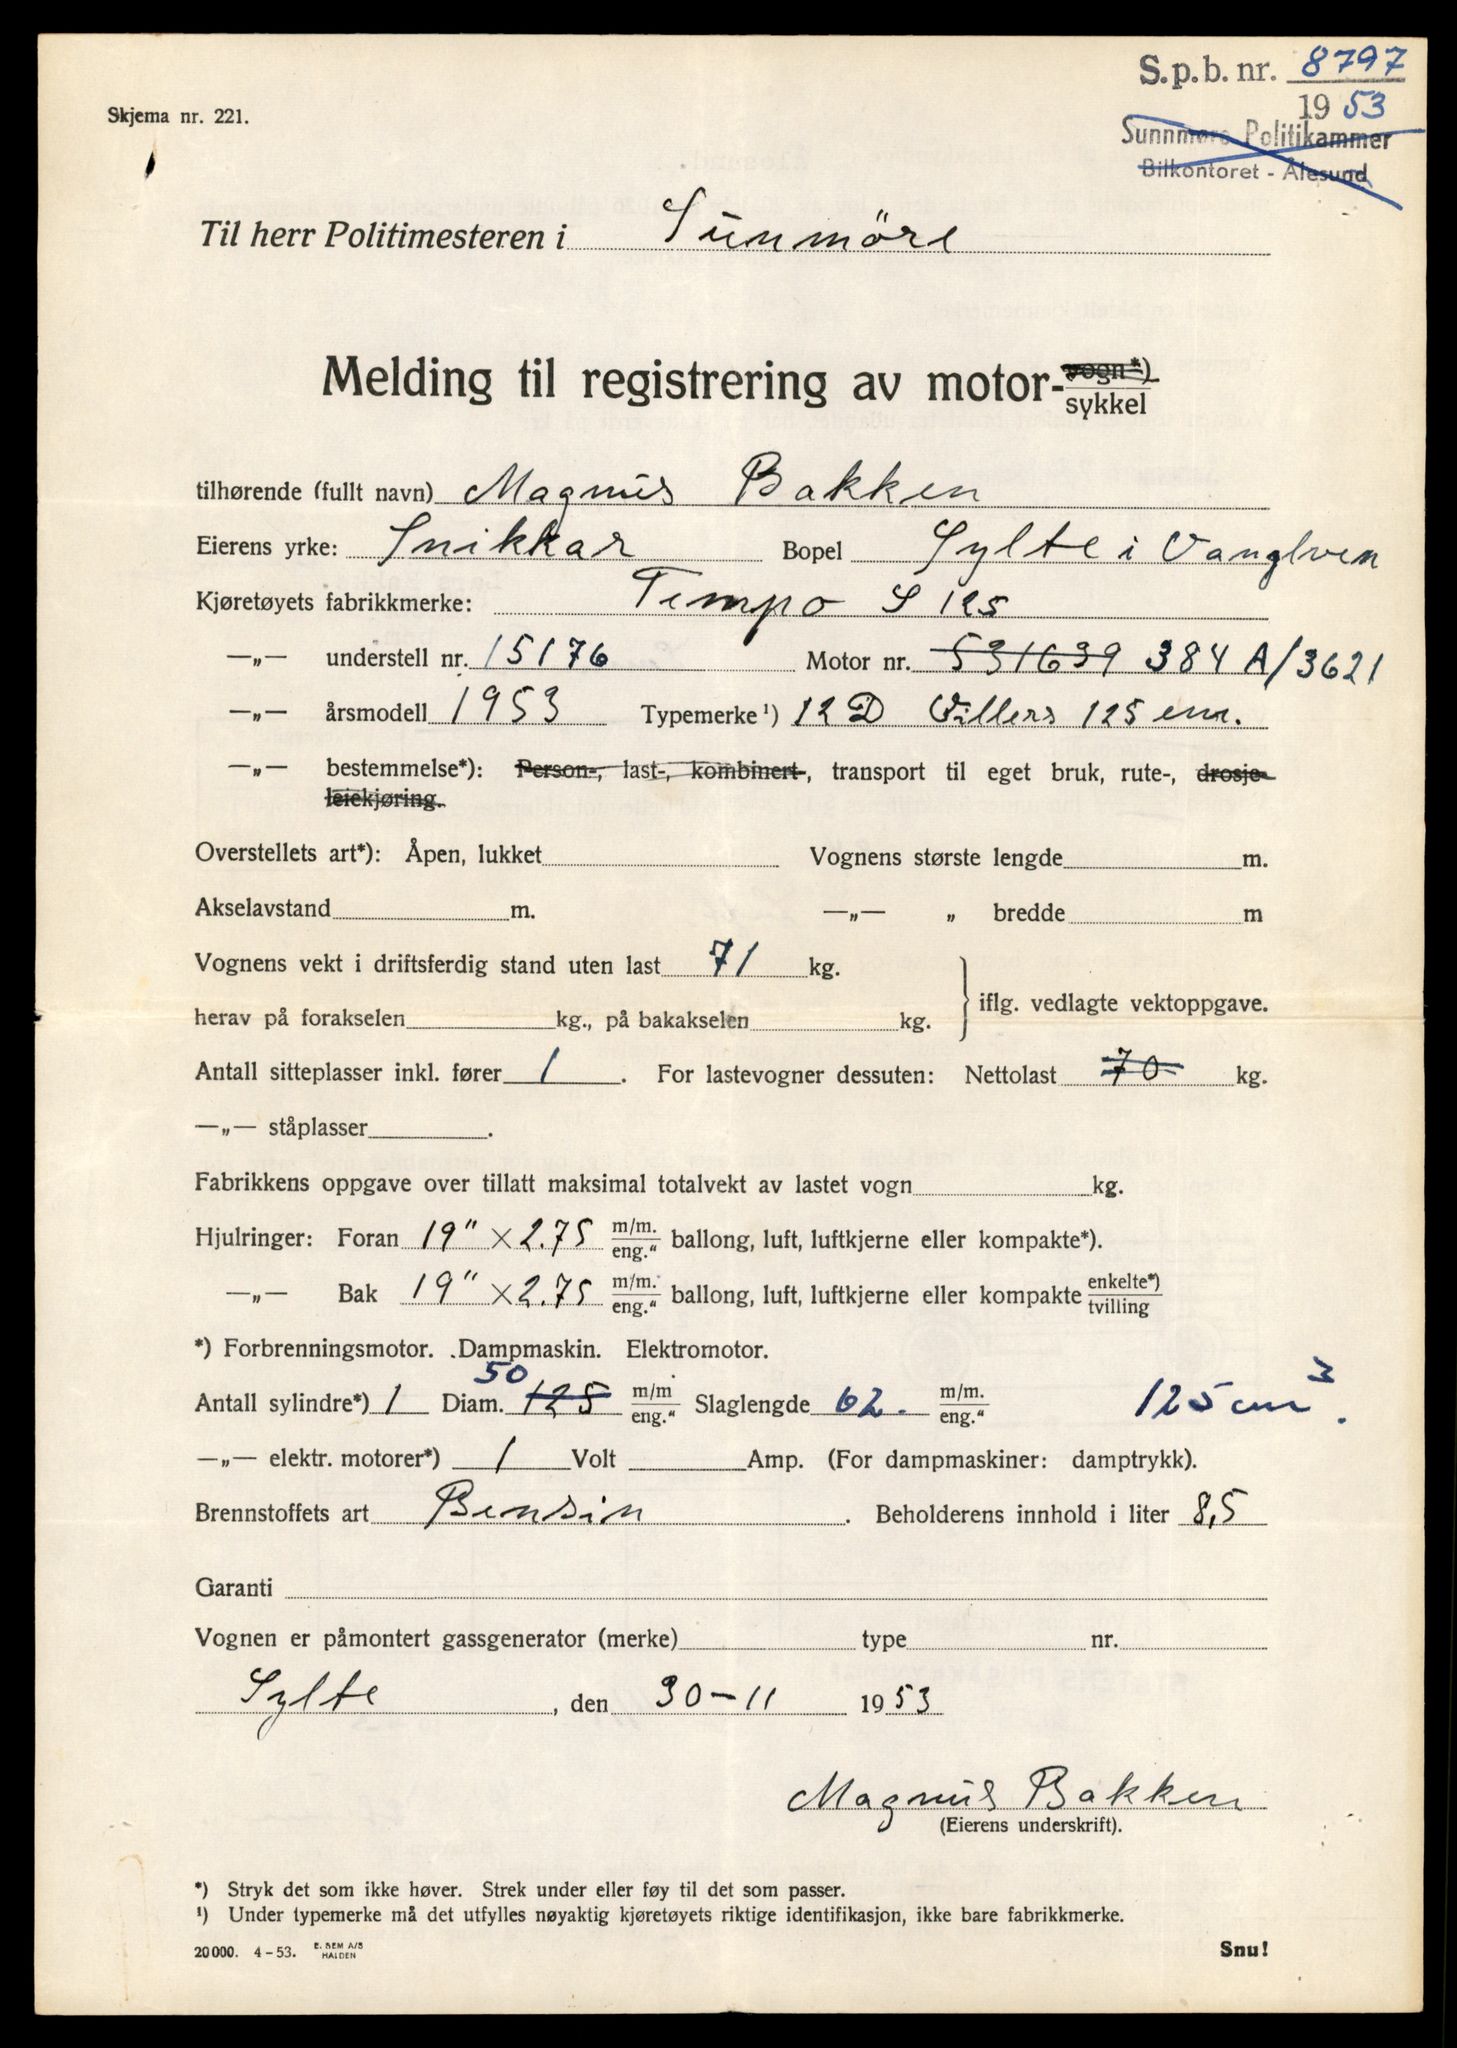 S.p.b. nr. 8797
1953
Skjema nr. 221.
Sunnmøre Politikammer
Bilkontoret - Ålesund
Til herr Politimesteren i Sunmöre
Melding til registrering av motor-vogn*) sykkel
tilhørende (fullt navn) Magnus Bakken
Eierens yrke: Snikkar Bopel Sylte i Vanglven
Kjøretøyets fabrikkmerke: Tempo S 125
—„— understell nr. 15176 Motor nr. 531639 384 A/3621
—„— årsmodell 1953 Typemerke¹) 12 D Villers 125 cm.
—„— bestemmelse*): Person-, last-, kombinert-, transport til eget bruk, rute-, drosje-
leiekjøring.
Overstellets art*): Åpen, lukket Vognens største lengde m.
Akselavstand m. —„— „ bredde m
Vognens vekt i driftsferdig stand uten last 71 kg.
iflg. vedlagte vektoppgave.
herav på forakselen kg., på bakakselen kg.
Antall sitteplasser inkl. fører 1. For lastevogner dessuten: Nettolast 70 kg.
—„— ståplasser.
Fabrikkens oppgave over tillatt maksimal totalvekt av lastet vogn kg.
Hjulringer: Foran 19" × 2.75 m/m. eng." ballong, luft, luftkjerne eller kompakte*).
—„— Bak 19" × 2.75 m/m. eng." ballong, luft, luftkjerne eller kompakte enkelte*) tvilling
*) Forbrenningsmotor. Dampmaskin. Elektromotor.
Antall sylindre*) 1 Diam. 125 50 m/m eng." Slaglengde 62. m/m. eng." 125 cm³.
—„— elektr. motorer*) 1 Volt Amp. (For dampmaskiner: damptrykk).
Brennstoffets art Bensin. Beholderens innhold i liter 8,5
Garanti
Vognen er påmontert gassgenerator (merke) type nr.
Sylte, den 30-11 1953
Magnus Bakken
(Eierens underskrift).
*) Stryk det som ikke høver. Strek under eller føy til det som passer.
¹) Under typemerke må det utfylles nøyaktig kjøretøyets riktige identifikasjon, ikke bare fabrikkmerke.
20 000. 4-53. E. SEM A/S HALDEN Snu!